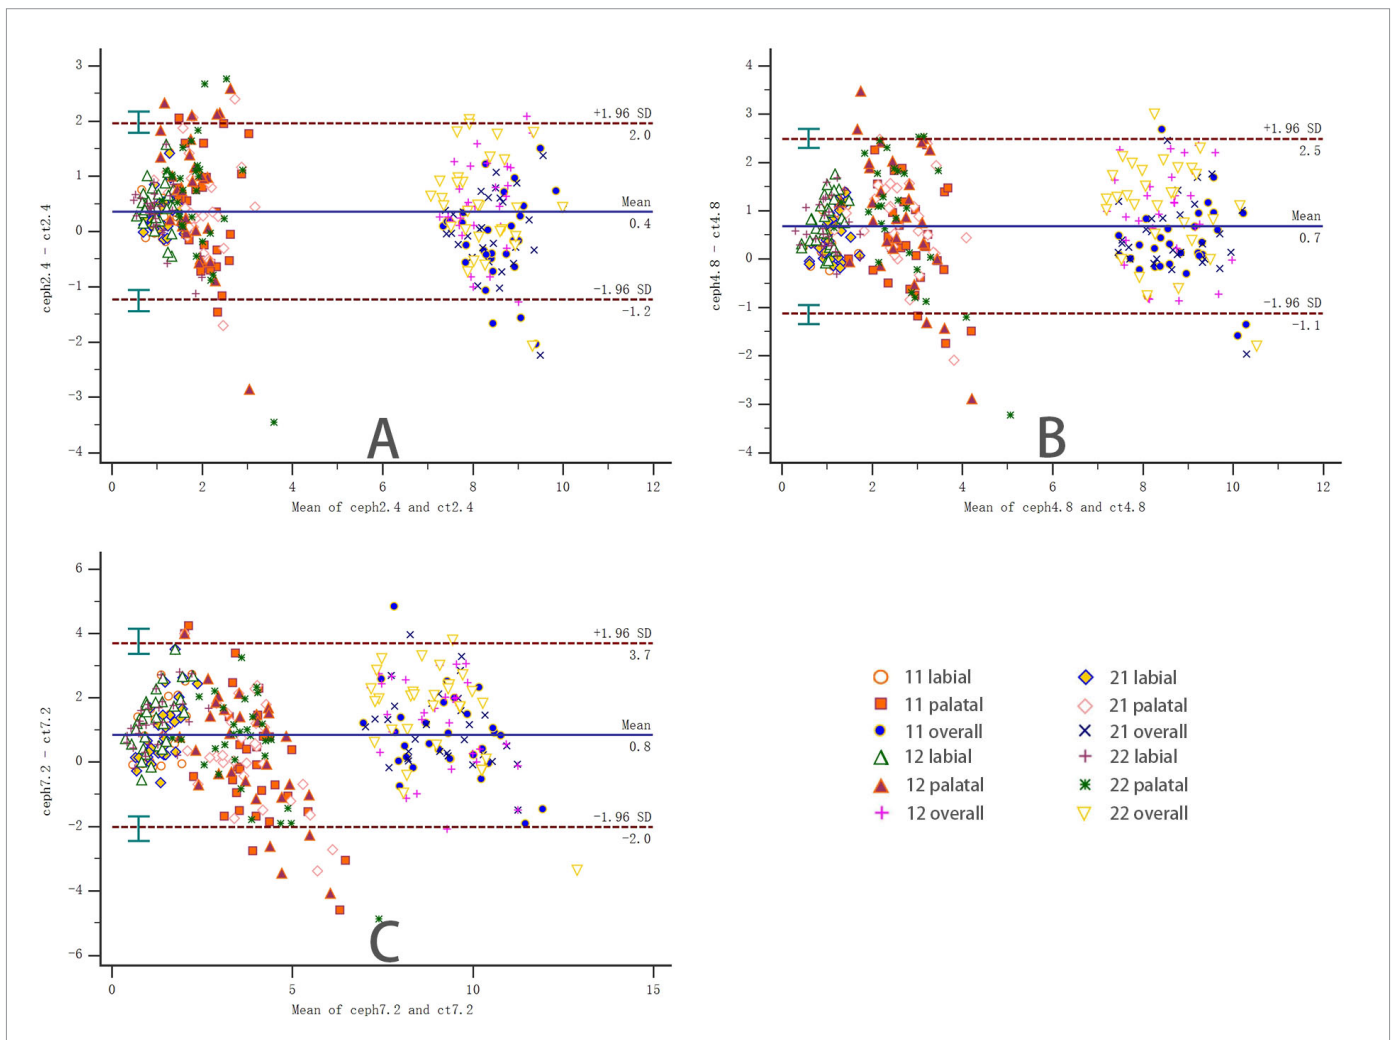 3
2
1
0
-1
-2
-3
-4
ceph2.4 - ct2.4
+1.96 SD
2.0
Mean
0.4
-1.96 SD
-1.2
A
0 2 4 6 8 10 12
Mean of ceph2.4 and ct2.4
4
3
2
1
0
-1
-2
-3
-4
ceph4.8 - ct4.8
+1.96 SD
2.5
Mean
0.7
-1.96 SD
-1.1
B
0 2 4 6 8 10 12
Mean of ceph4.8 and ct4.8
6
4
2
0
-2
-4
-6
ceph7.2 - ct7.2
+1.96 SD
3.7
Mean
0.8
-1.96 SD
-2.0
C
0 5 10 15
Mean of ceph7.2 and ct7.2
11 labial 21 labial
11 palatal 21 palatal
11 overall 21 overall
12 labial 22 labial
12 palatal 22 palatal
12 overall 22 overall